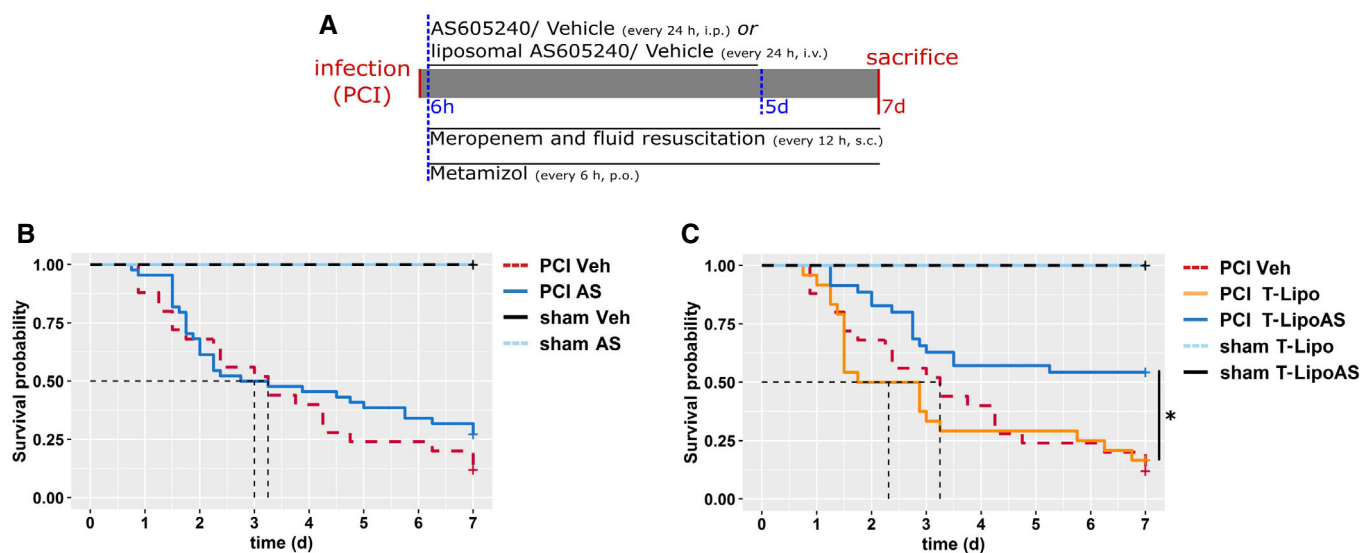 A
AS605240/ Vehicle (every 24 h, i.p.) or
liposomal AS605240/ Vehicle (every 24 h, i.v.)
infection
(PCI)
sacrifice
6h
5d
7d
Meropenem and fluid resuscitation (every 12 h, s.c.)
Metamizol (every 6 h, p.o.)
B
Survival probability
1.00
0.75
0.50
0.25
0.00
0 1 2 3 4 5 6 7
time (d)
PCI Veh
PCI AS
sham Veh
sham AS
C
Survival probability
1.00
0.75
0.50
0.25
0.00
0 1 2 3 4 5 6 7
time (d)
*
PCI Veh
PCI T-Lipo
PCI T-LipoAS
sham T-Lipo
sham T-LipoAS